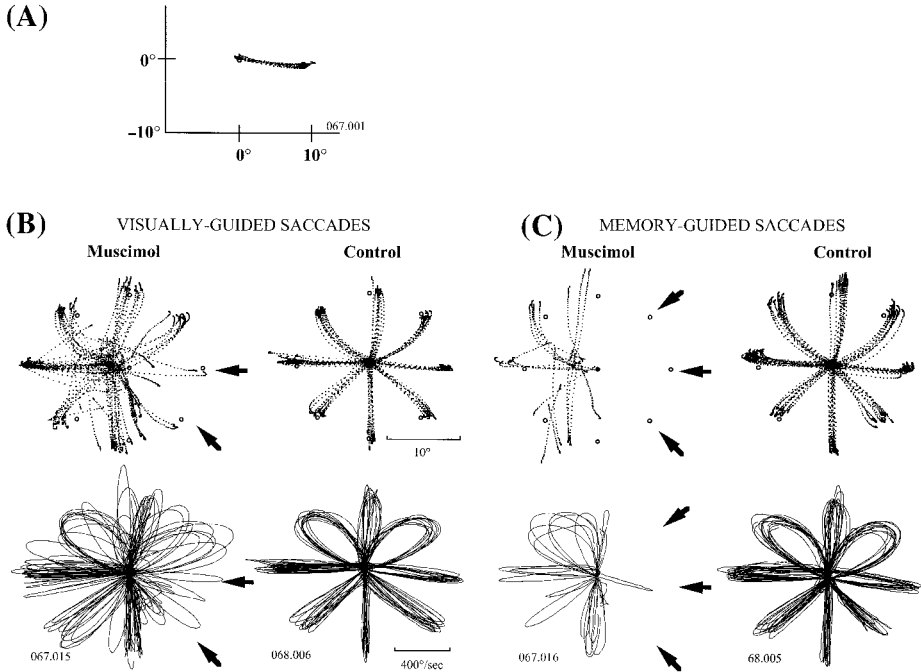 (A)
0°
−10°
067.001
0°
10°
(B) VISUALLY-GUIDED SACCADES
Muscimol Control
(C) MEMORY-GUIDED SACCADES
Muscimol Control
10°
067.015
068.006
400°/sec
067.016
68.005